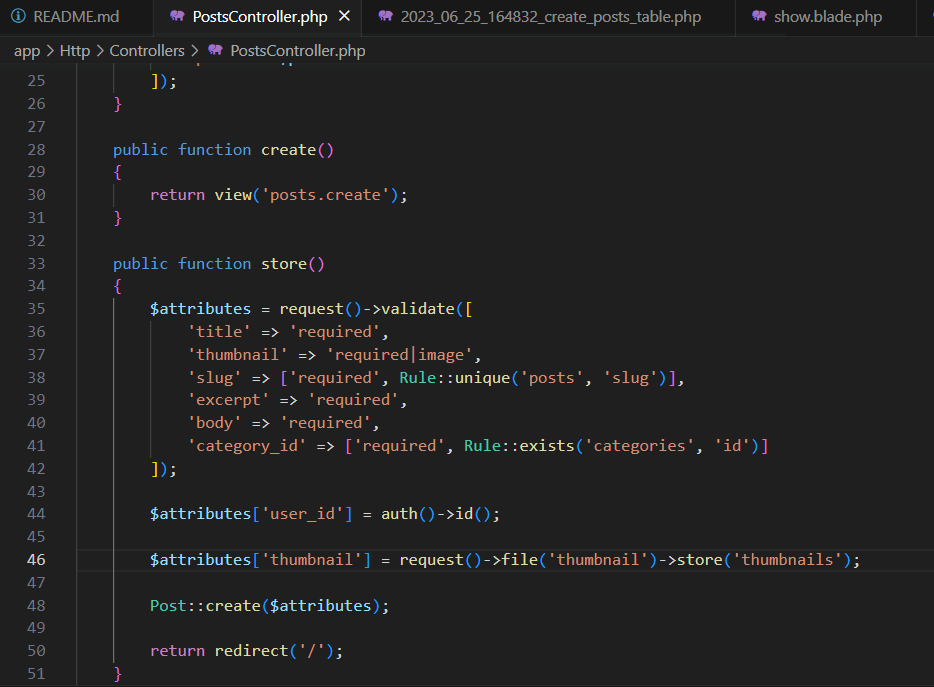 README.md PostsController.php 2023_06_25_164832_create_posts_table.php show.blade.php
app > Http > Controllers > PostsController.php
25 ]);
26 }
27
28 public function create()
29 {
30 return view('posts.create');
31 }
32
33 public function store()
34 {
35 $attributes = request()->validate([
36 'title' => 'required',
37 'thumbnail' => 'required|image',
38 'slug' => ['required', Rule::unique('posts', 'slug')],
39 'excerpt' => 'required',
40 'body' => 'required',
41 'category_id' => ['required', Rule::exists('categories', 'id')]
42 ]);
43
44 $attributes['user_id'] = auth()->id();
45
46 $attributes['thumbnail'] = request()->file('thumbnail')->store('thumbnails');
47
48 Post::create($attributes);
49
50 return redirect('/');
51 }